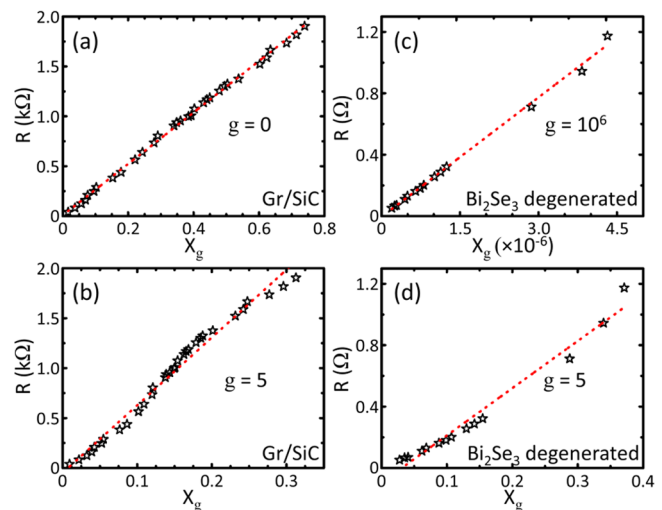 (a)
R (kΩ)
2.0
1.5
1.0
0.5
0
g = 0
Gr/SiC
0 0.2 0.4 0.6 0.8
Xg
(c)
R (Ω)
1.2
0.8
0.4
0
g = 10⁶
Bi₂Se₃ degenerated
0 1.5 3.0 4.5
Xg (×10⁻⁶)
(b)
R (kΩ)
2.0
1.5
1.0
0.5
0
g = 5
Gr/SiC
0 0.1 0.2 0.3
Xg
(d)
R (Ω)
1.2
0.8
0.4
0
g = 5
Bi₂Se₃ degenerated
0 0.1 0.2 0.3 0.4
Xg